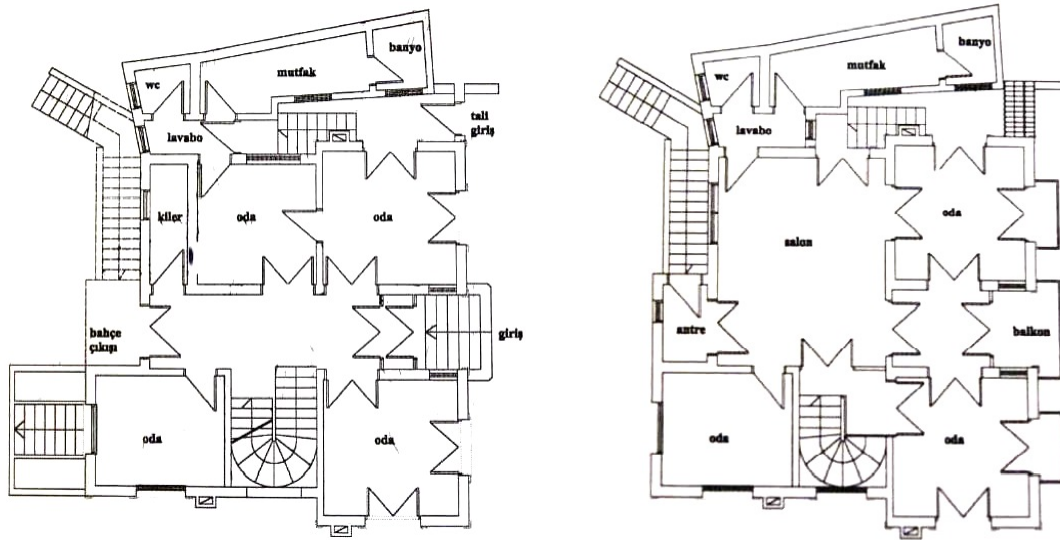 banyo
mutfak
wc
tali
giriş
lavabo
kiler
oda
oda
bahçe
çıkışı
giriş
oda
oda
banyo
mutfak
wc
lavabo
oda
salon
antre
balkon
oda
oda